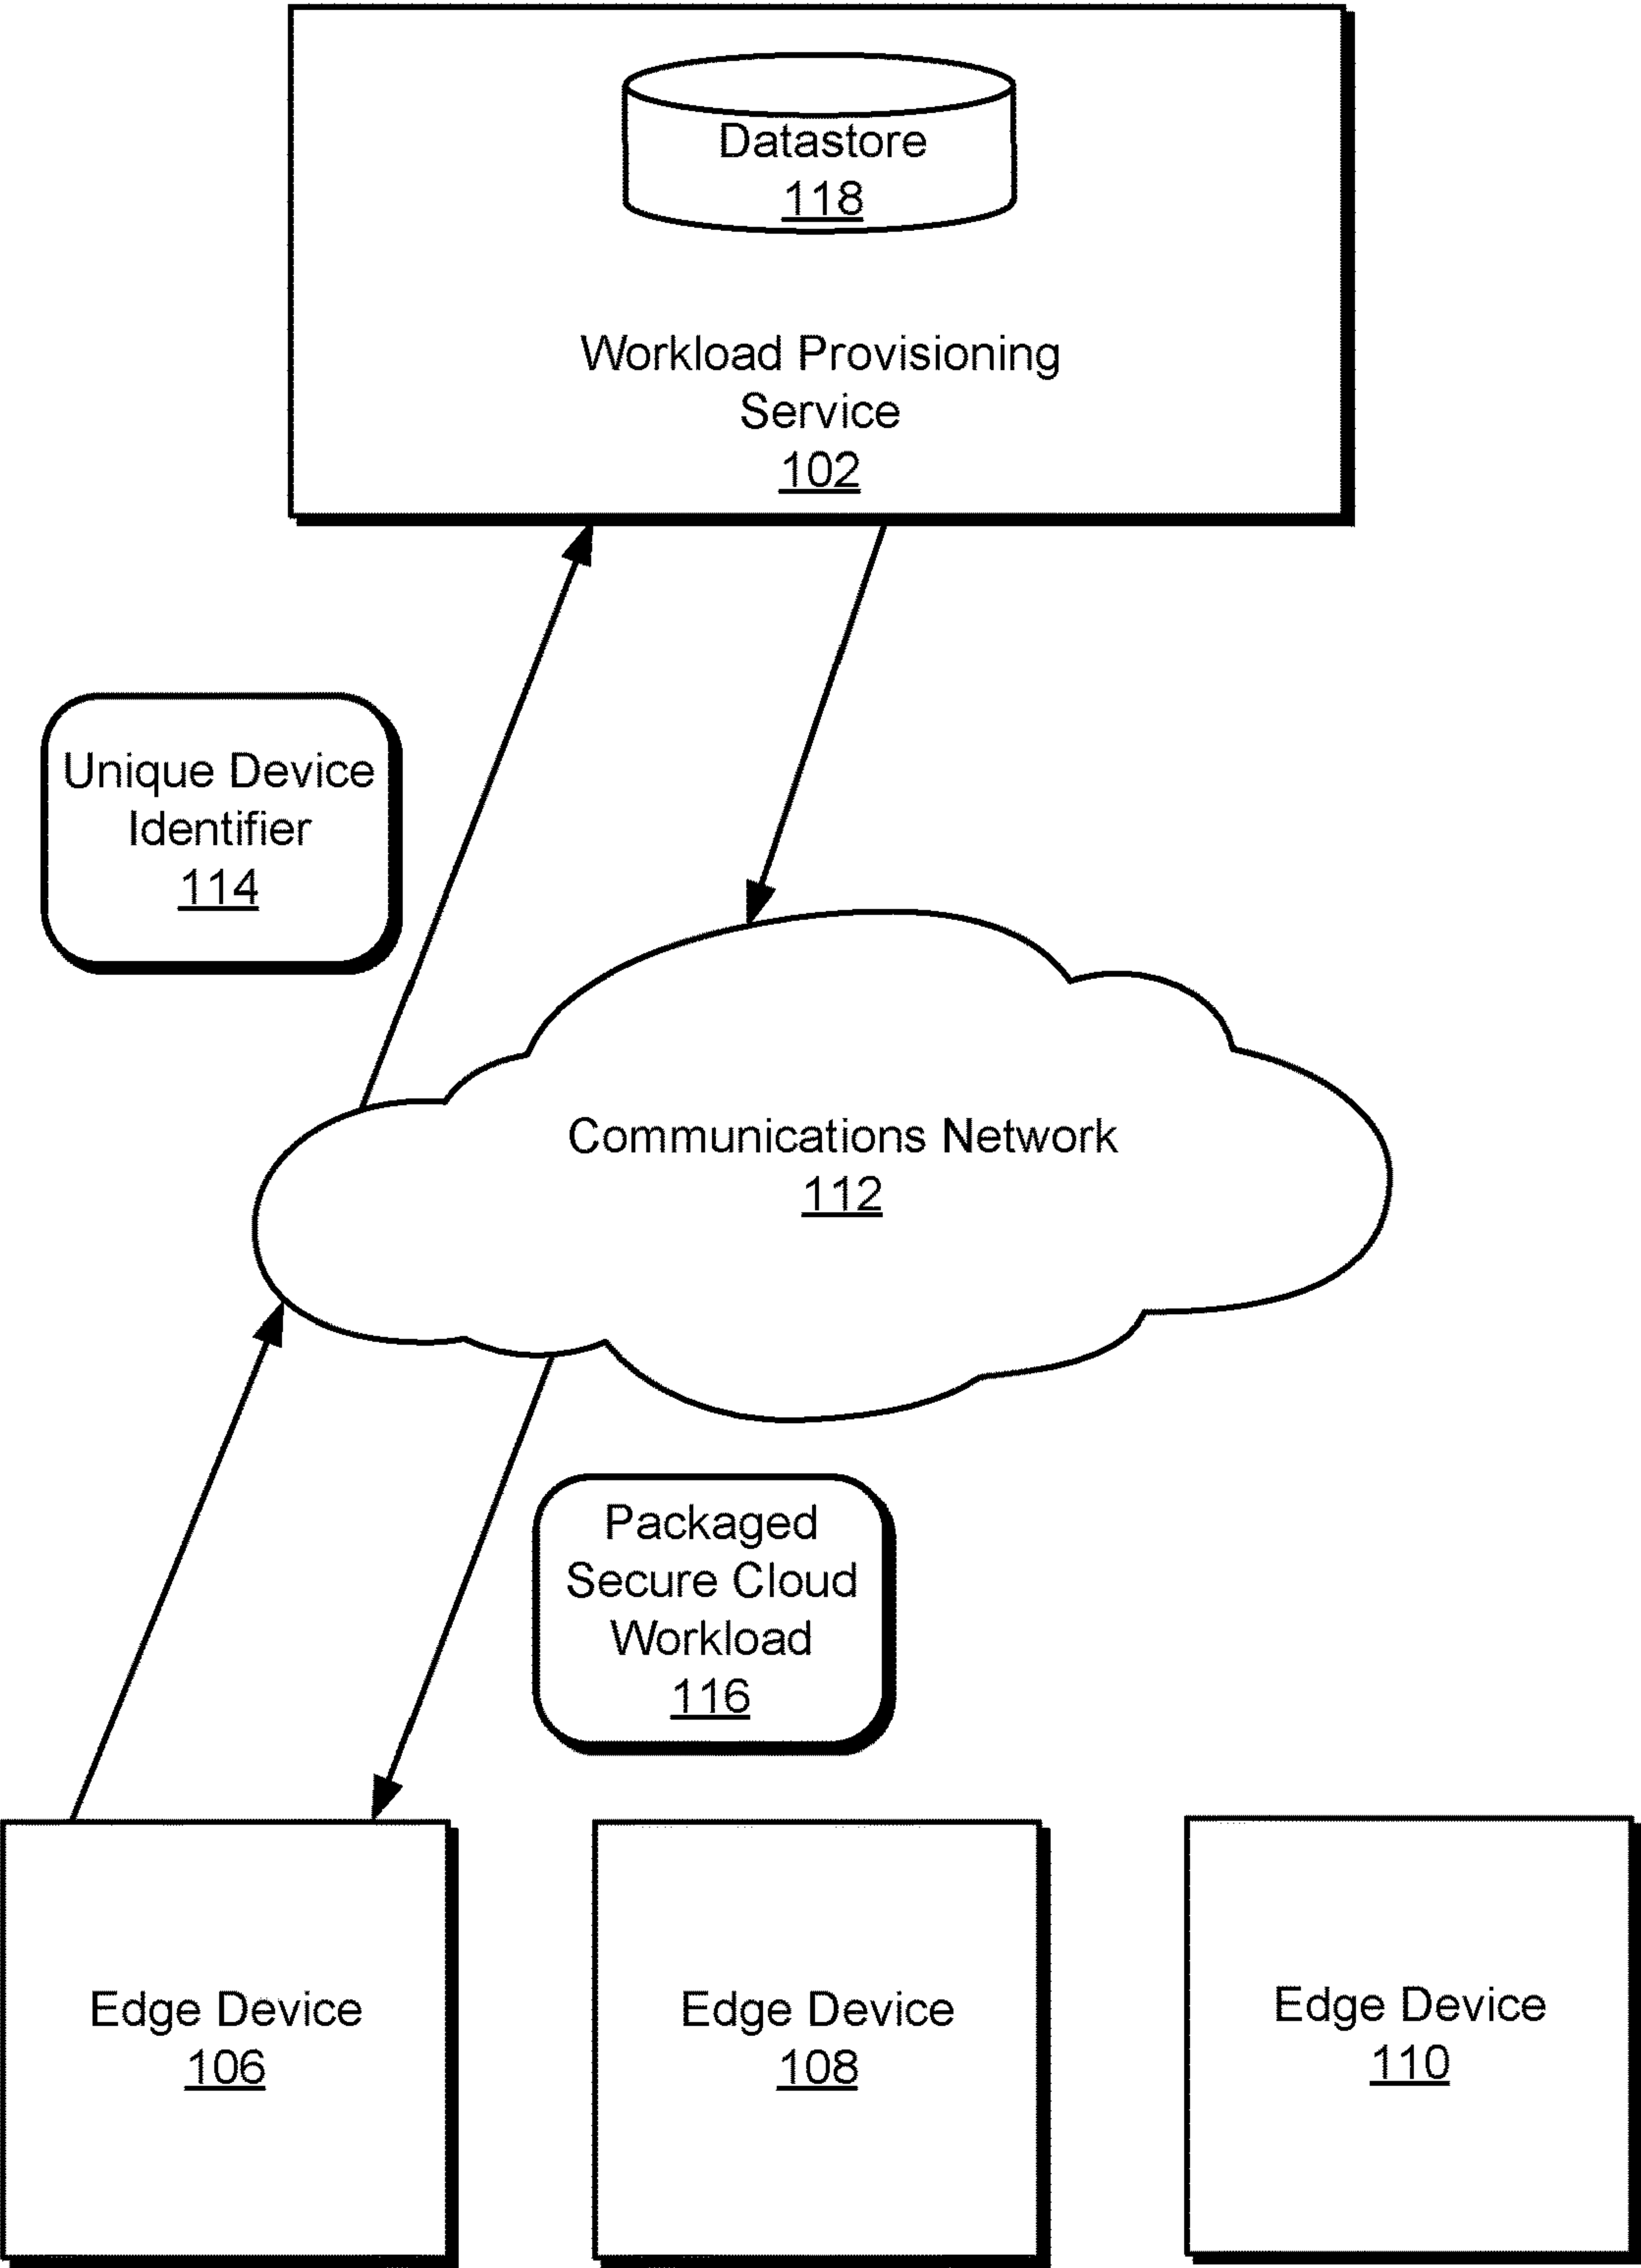 Datastore
118
Workload Provisioning
Service
102
Unique Device
Identifier
114
Communications Network
112
Packaged
Secure Cloud
Workload
116
Edge Device
106
Edge Device
108
Edge Device
110